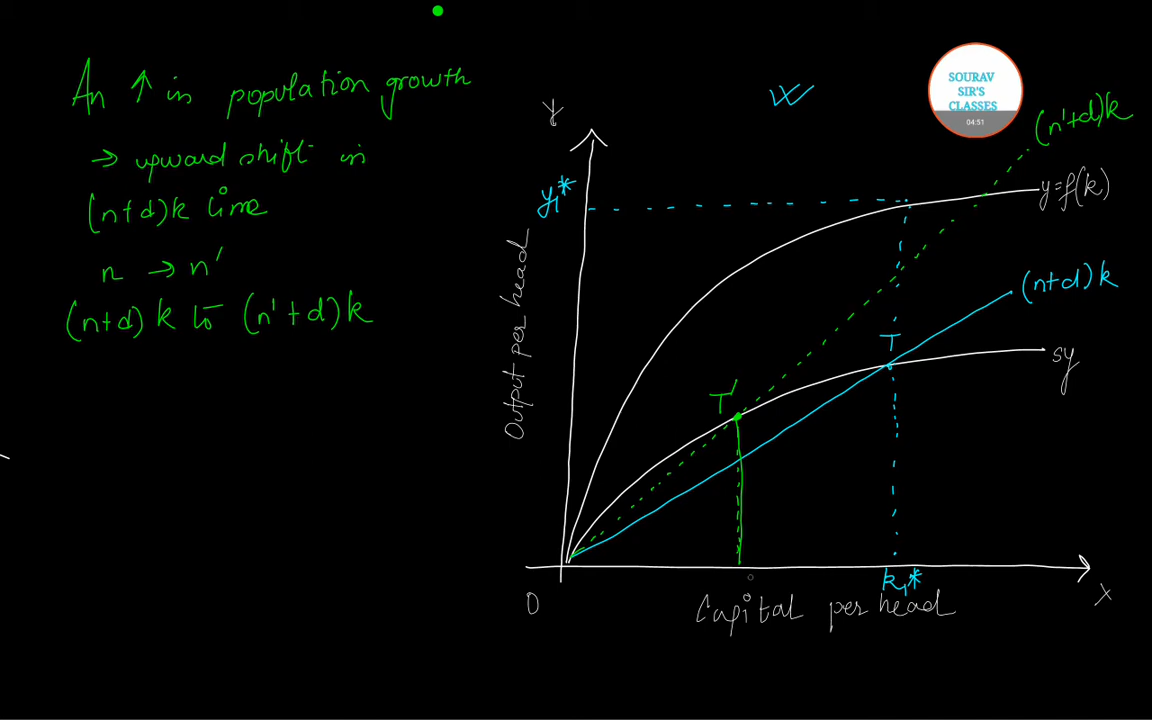 An ↑ in population growth
→ upward shift in
(n+d)k line
n → n'
(n+d)k to (n'+d)k
SOURAV
SIR'S
CLASSES
04:51
(n'+d)k
Y
y=f(k)
y₁*
(n+d)k
T
sy
T'
Output per head
k₁*
0
Capital per head
X